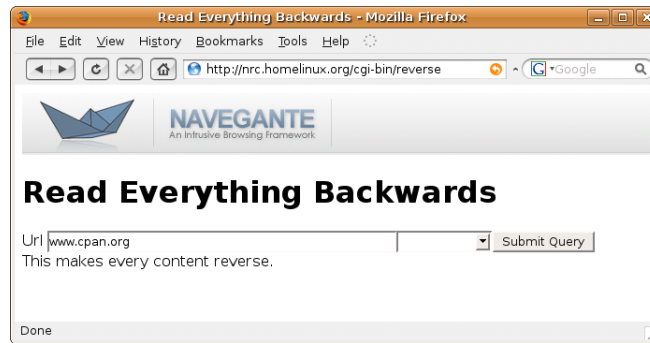 Read Everything Backwards - Mozilla Firefox
File Edit View History Bookmarks Tools Help
http://nrc.homelinux.org/cgi-bin/reverse G Google
NAVEGANTE
An Intrusive Browsing Framework
Read Everything Backwards
Url www.cpan.org Submit Query
This makes every content reverse.
Done